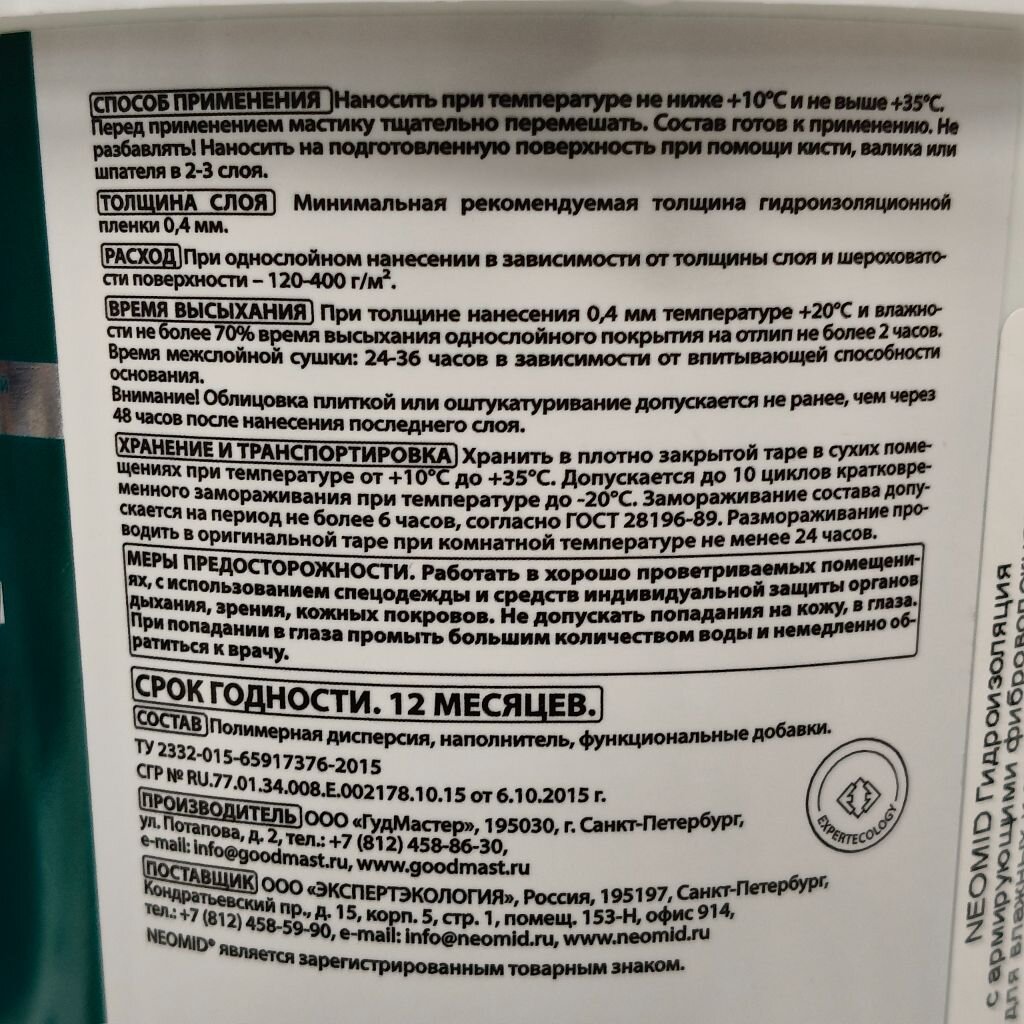 СПОСОБ ПРИМЕНЕНИЯ Наносить при температуре не ниже +10°С и не выше +35°С.
Перед применением мастику тщательно перемешать. Состав готов к применению. Не
разбавлять! Наносить на подготовленную поверхность при помощи кисти, валика или
шпателя в 2-3 слоя.
ТОЛЩИНА СЛОЯ Минимальная рекомендуемая толщина гидроизоляционной
пленки 0,4 мм.
РАСХОД При однослойном нанесении в зависимости от толщины слоя и шероховато-
сти поверхности – 120-400 г/м².
ВРЕМЯ ВЫСЫХАНИЯ При толщине нанесения 0,4 мм температуре +20°С и влажно-
сти не более 70% время высыхания однослойного покрытия на отлип не более 2 часов.
Время межслойной сушки: 24-36 часов в зависимости от впитывающей способности
основания.
Внимание! Облицовка плиткой или оштукатуривание допускается не ранее, чем через
48 часов после нанесения последнего слоя.
ХРАНЕНИЕ И ТРАНСПОРТИРОВКА Хранить в плотно закрытой таре в сухих поме-
щениях при температуре от +10°С до +35°С. Допускается до 10 циклов кратковре-
менного замораживания при температуре до -20°С. Замораживание состава допу-
скается на период не более 6 часов, согласно ГОСТ 28196-89. Размораживание про-
водить в оригинальной таре при комнатной температуре не менее 24 часов.
МЕРЫ ПРЕДОСТОРОЖНОСТИ. Работать в хорошо проветриваемых помещени-
ях, с использованием спецодежды и средств индивидуальной защиты органов
дыхания, зрения, кожных покровов. Не допускать попадания на кожу, в глаза.
При попадании в глаза промыть большим количеством воды и немедленно об-
ратиться к врачу.
СРОК ГОДНОСТИ. 12 МЕСЯЦЕВ.
СОСТАВ Полимерная дисперсия, наполнитель, функциональные добавки.
ТУ 2332-015-65917376-2015
СГР № RU.77.01.34.008.Е.002178.10.15 от 6.10.2015 г.
ПРОИЗВОДИТЕЛЬ ООО «ГудМастер», 195030, г. Санкт-Петербург,
ул. Потапова, д. 2, тел.: +7 (812) 458-86-30,
e-mail: info@goodmast.ru, www.goodmast.ru
ПОСТАВЩИК ООО «ЭКСПЕРТЭКОЛОГИЯ», Россия, 195197, Санкт-Петербург,
Кондратьевский пр., д. 15, корп. 5, стр. 1, помещ. 153-Н, офис 914,
тел.: +7 (812) 458-59-90, e-mail: info@neomid.ru, www.neomid.ru
NEOMID® является зарегистрированным товарным знаком.
EXPERTECOLOGY
NEOMID Гидроизоляция
с армирующими
для влажных